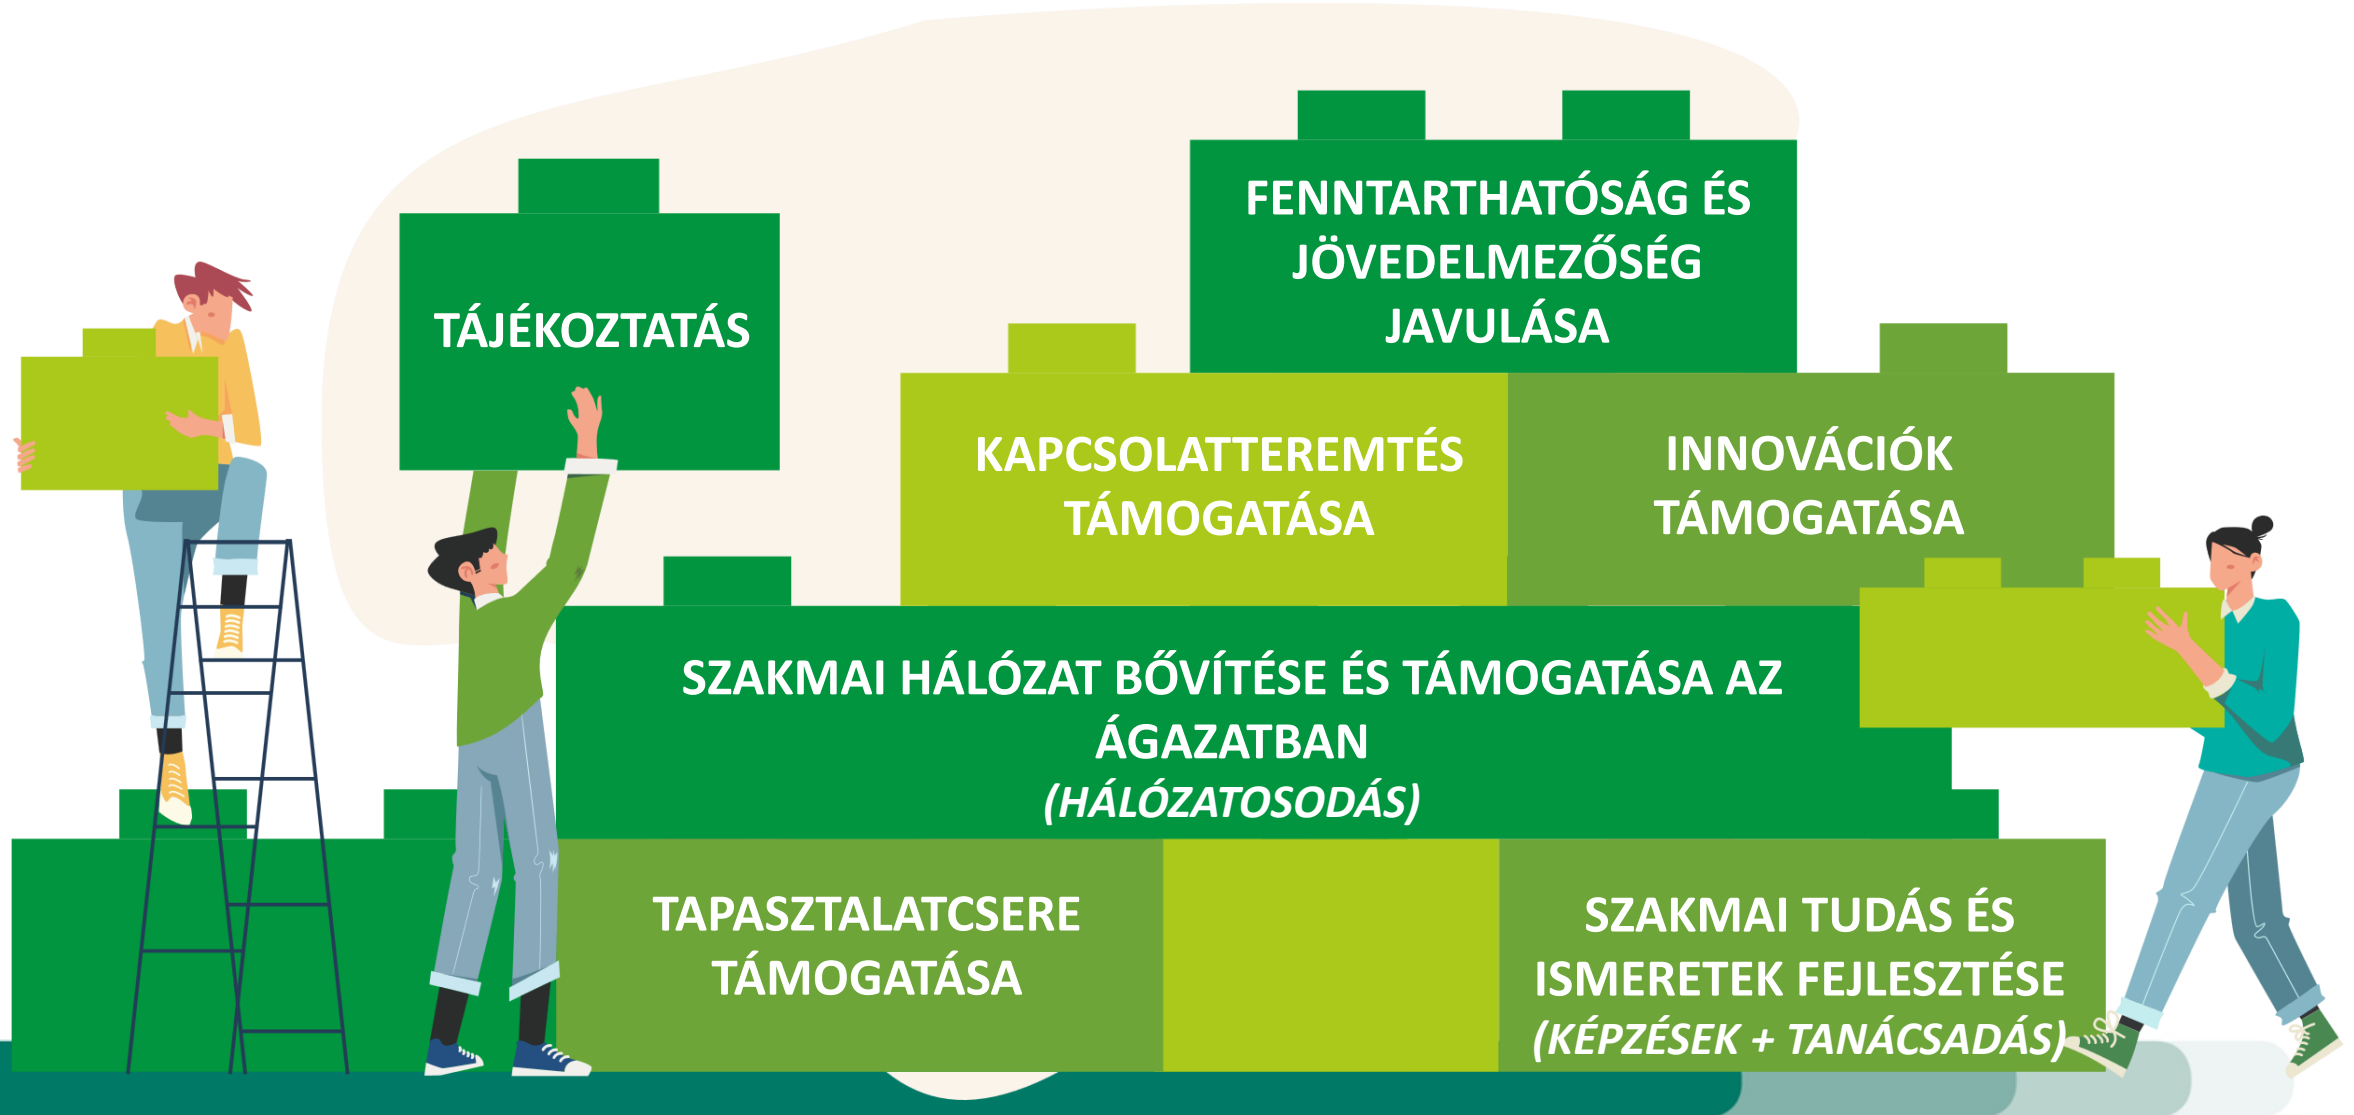 FENNTARTHATÓSÁG ÉS
JÖVEDELMEZŐSÉG
JAVULÁSA
TÁJÉKOZTATÁS
KAPCSOLATTEREMTÉS
TÁMOGATÁSA
INNOVÁCIÓK
TÁMOGATÁSA
SZAKMAI HÁLÓZAT BŐVÍTÉSE ÉS TÁMOGATÁSA AZ
ÁGAZATBAN
(HÁLÓZATOSODÁS)
TAPASZTALATCSERE
TÁMOGATÁSA
SZAKMAI TUDÁS ÉS
ISMERETEK FEJLESZTÉSE
(KÉPZÉSEK + TANÁCSADÁS)